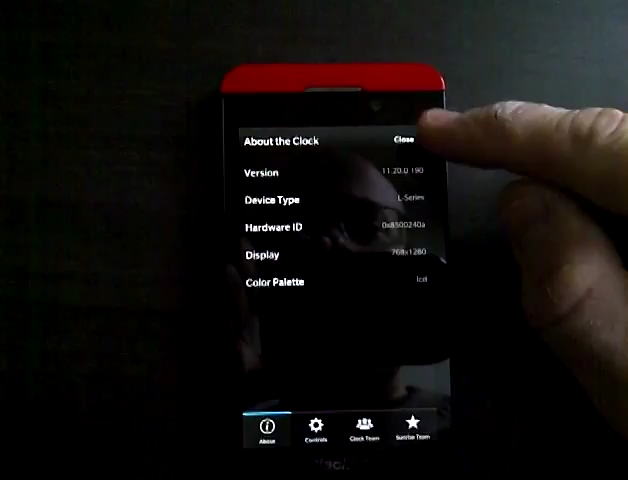 About the Clock Close
Version 11.20.0.190
Device Type L-Series
Hardware ID 0x8500240a
Display 768x1280
Color Palette lcd
About Controls Clock Team Sunrise Team